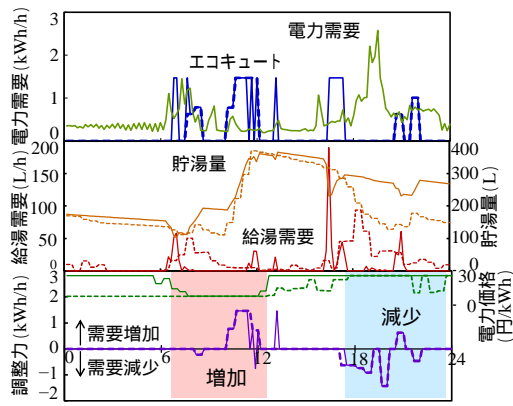 電力需要 (kWh/h)
3
2
1
0
電力需要
エコキュート
給湯需要 (L/h)
200
150
100
50
0
貯湯量
給湯需要
400
300
200
100
0
貯湯量 (L)
調整力 (kWh/h)
3
2
1
0
−1
−2
↑需要増加
↓需要減少
増加
減少
0
6
12
18
24
30
0
電力価格
(円/kWh)